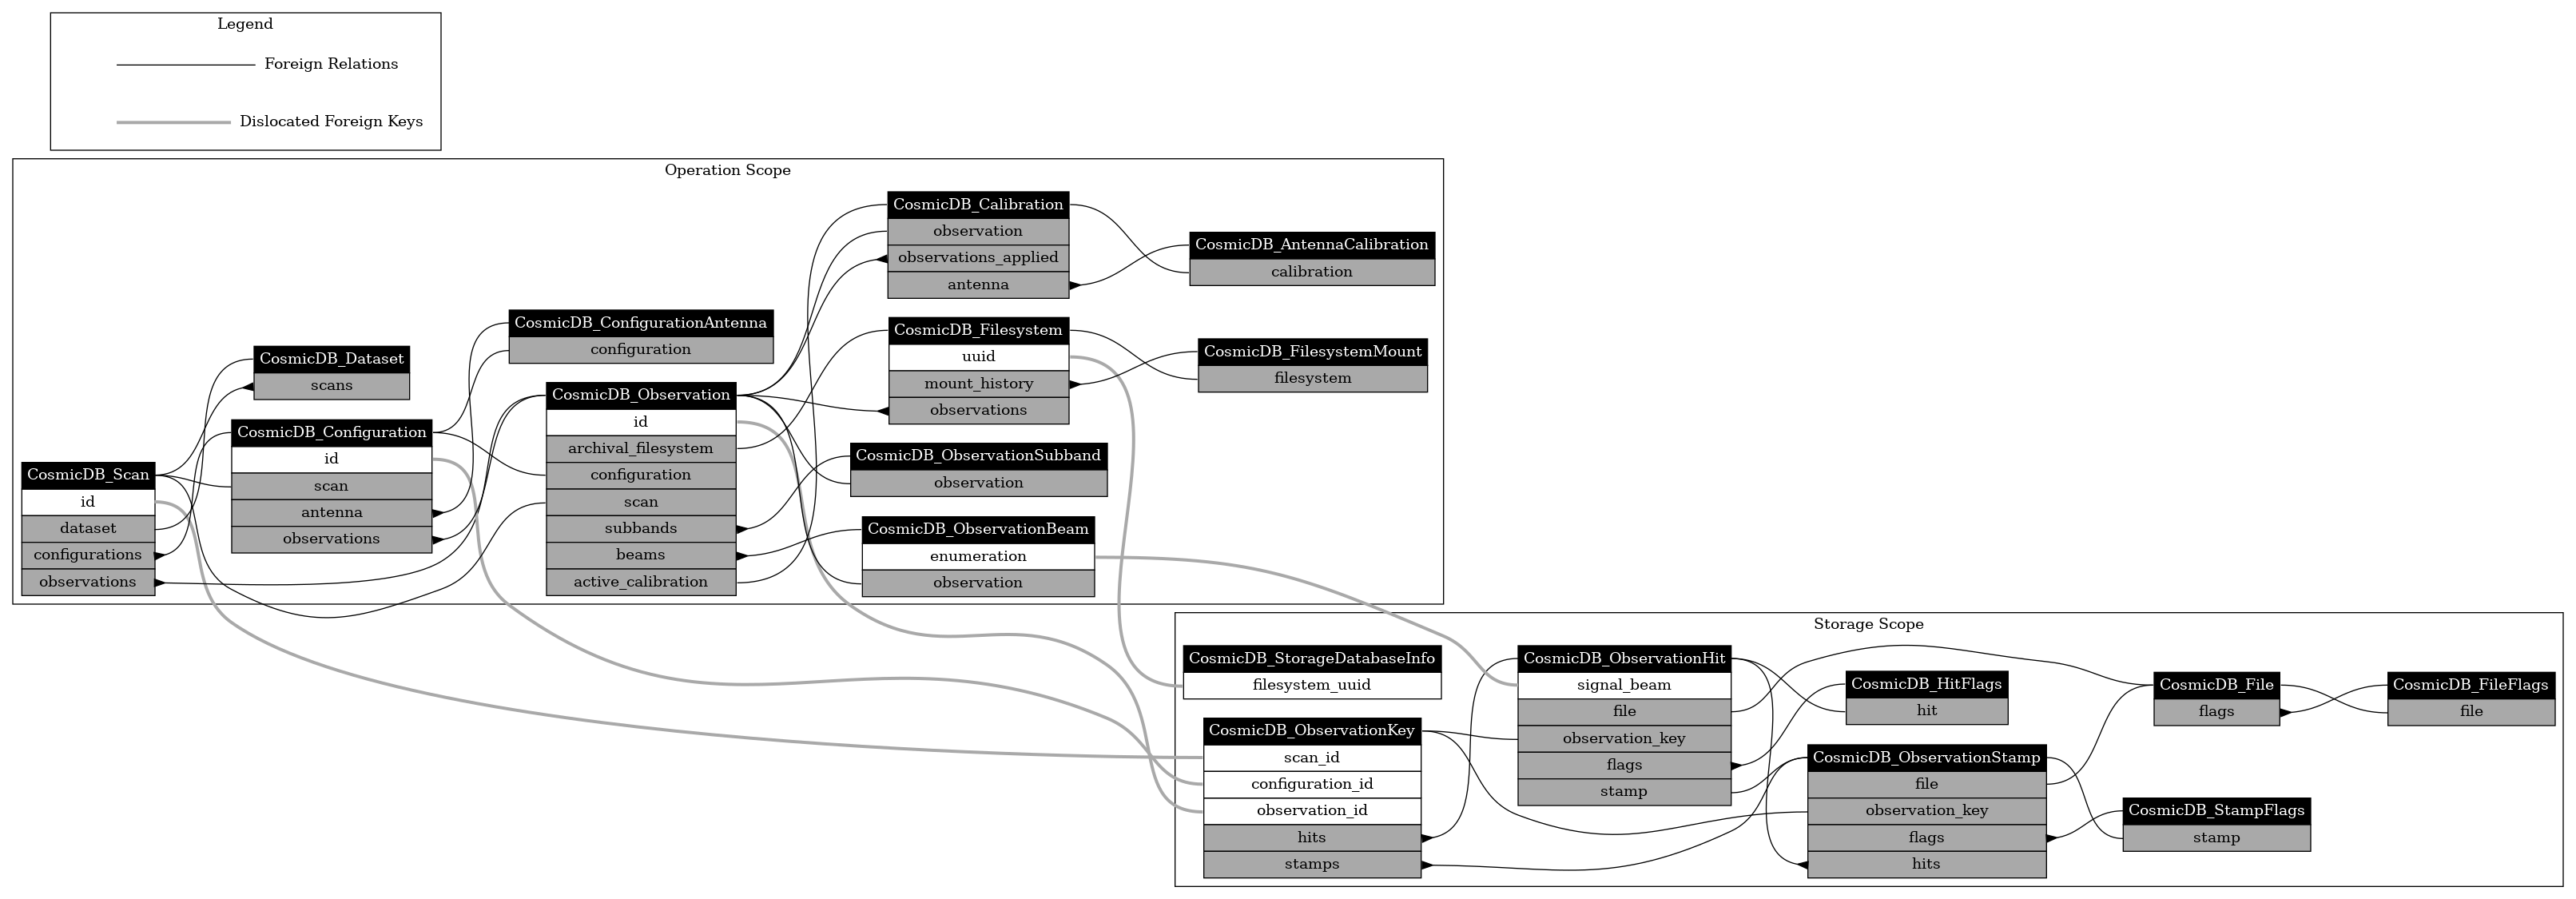 Legend
Foreign Relations
Dislocated Foreign Keys
Operation Scope
CosmicDB_Scan
id
dataset
configurations
observations
CosmicDB_Dataset
scans
CosmicDB_Configuration
id
scan
antenna
observations
CosmicDB_ConfigurationAntenna
configuration
CosmicDB_Observation
id
archival_filesystem
configuration
scan
subbands
beams
active_calibration
CosmicDB_Calibration
observation
observations_applied
antenna
CosmicDB_Filesystem
uuid
mount_history
observations
CosmicDB_ObservationSubband
observation
CosmicDB_ObservationBeam
enumeration
observation
CosmicDB_AntennaCalibration
calibration
CosmicDB_FilesystemMount
filesystem
Storage Scope
CosmicDB_StorageDatabaseInfo
filesystem_uuid
CosmicDB_ObservationKey
scan_id
configuration_id
observation_id
hits
stamps
CosmicDB_ObservationHit
signal_beam
file
observation_key
flags
stamp
CosmicDB_HitFlags
hit
CosmicDB_ObservationStamp
file
observation_key
flags
hits
CosmicDB_File
flags
CosmicDB_StampFlags
stamp
CosmicDB_FileFlags
file